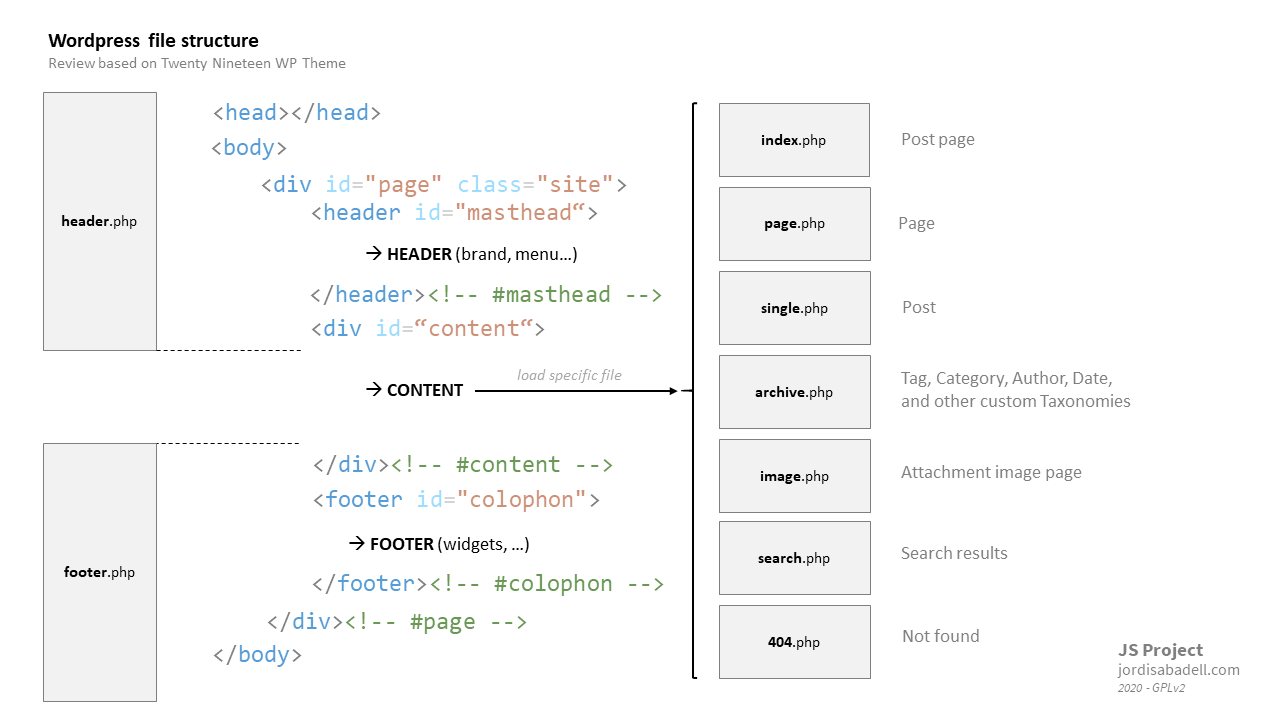 Wordpress file structure
Review based on Twenty Nineteen WP Theme
header.php
<head></head>
<body>
<div id="page" class="site">
<header id="masthead“>
→ HEADER (brand, menu…)
</header><!-- #masthead -->
<div id=“content“>
→ CONTENT
load specific file
footer.php
</div><!-- #content -->
<footer id="colophon">
→ FOOTER (widgets, …)
</footer><!-- #colophon -->
</div><!-- #page -->
</body>
index.php
Post page
page.php
Page
single.php
Post
archive.php
Tag, Category, Author, Date,
and other custom Taxonomies
image.php
Attachment image page
search.php
Search results
404.php
Not found
JS Project
jordisabadell.com
2020 - GPLv2